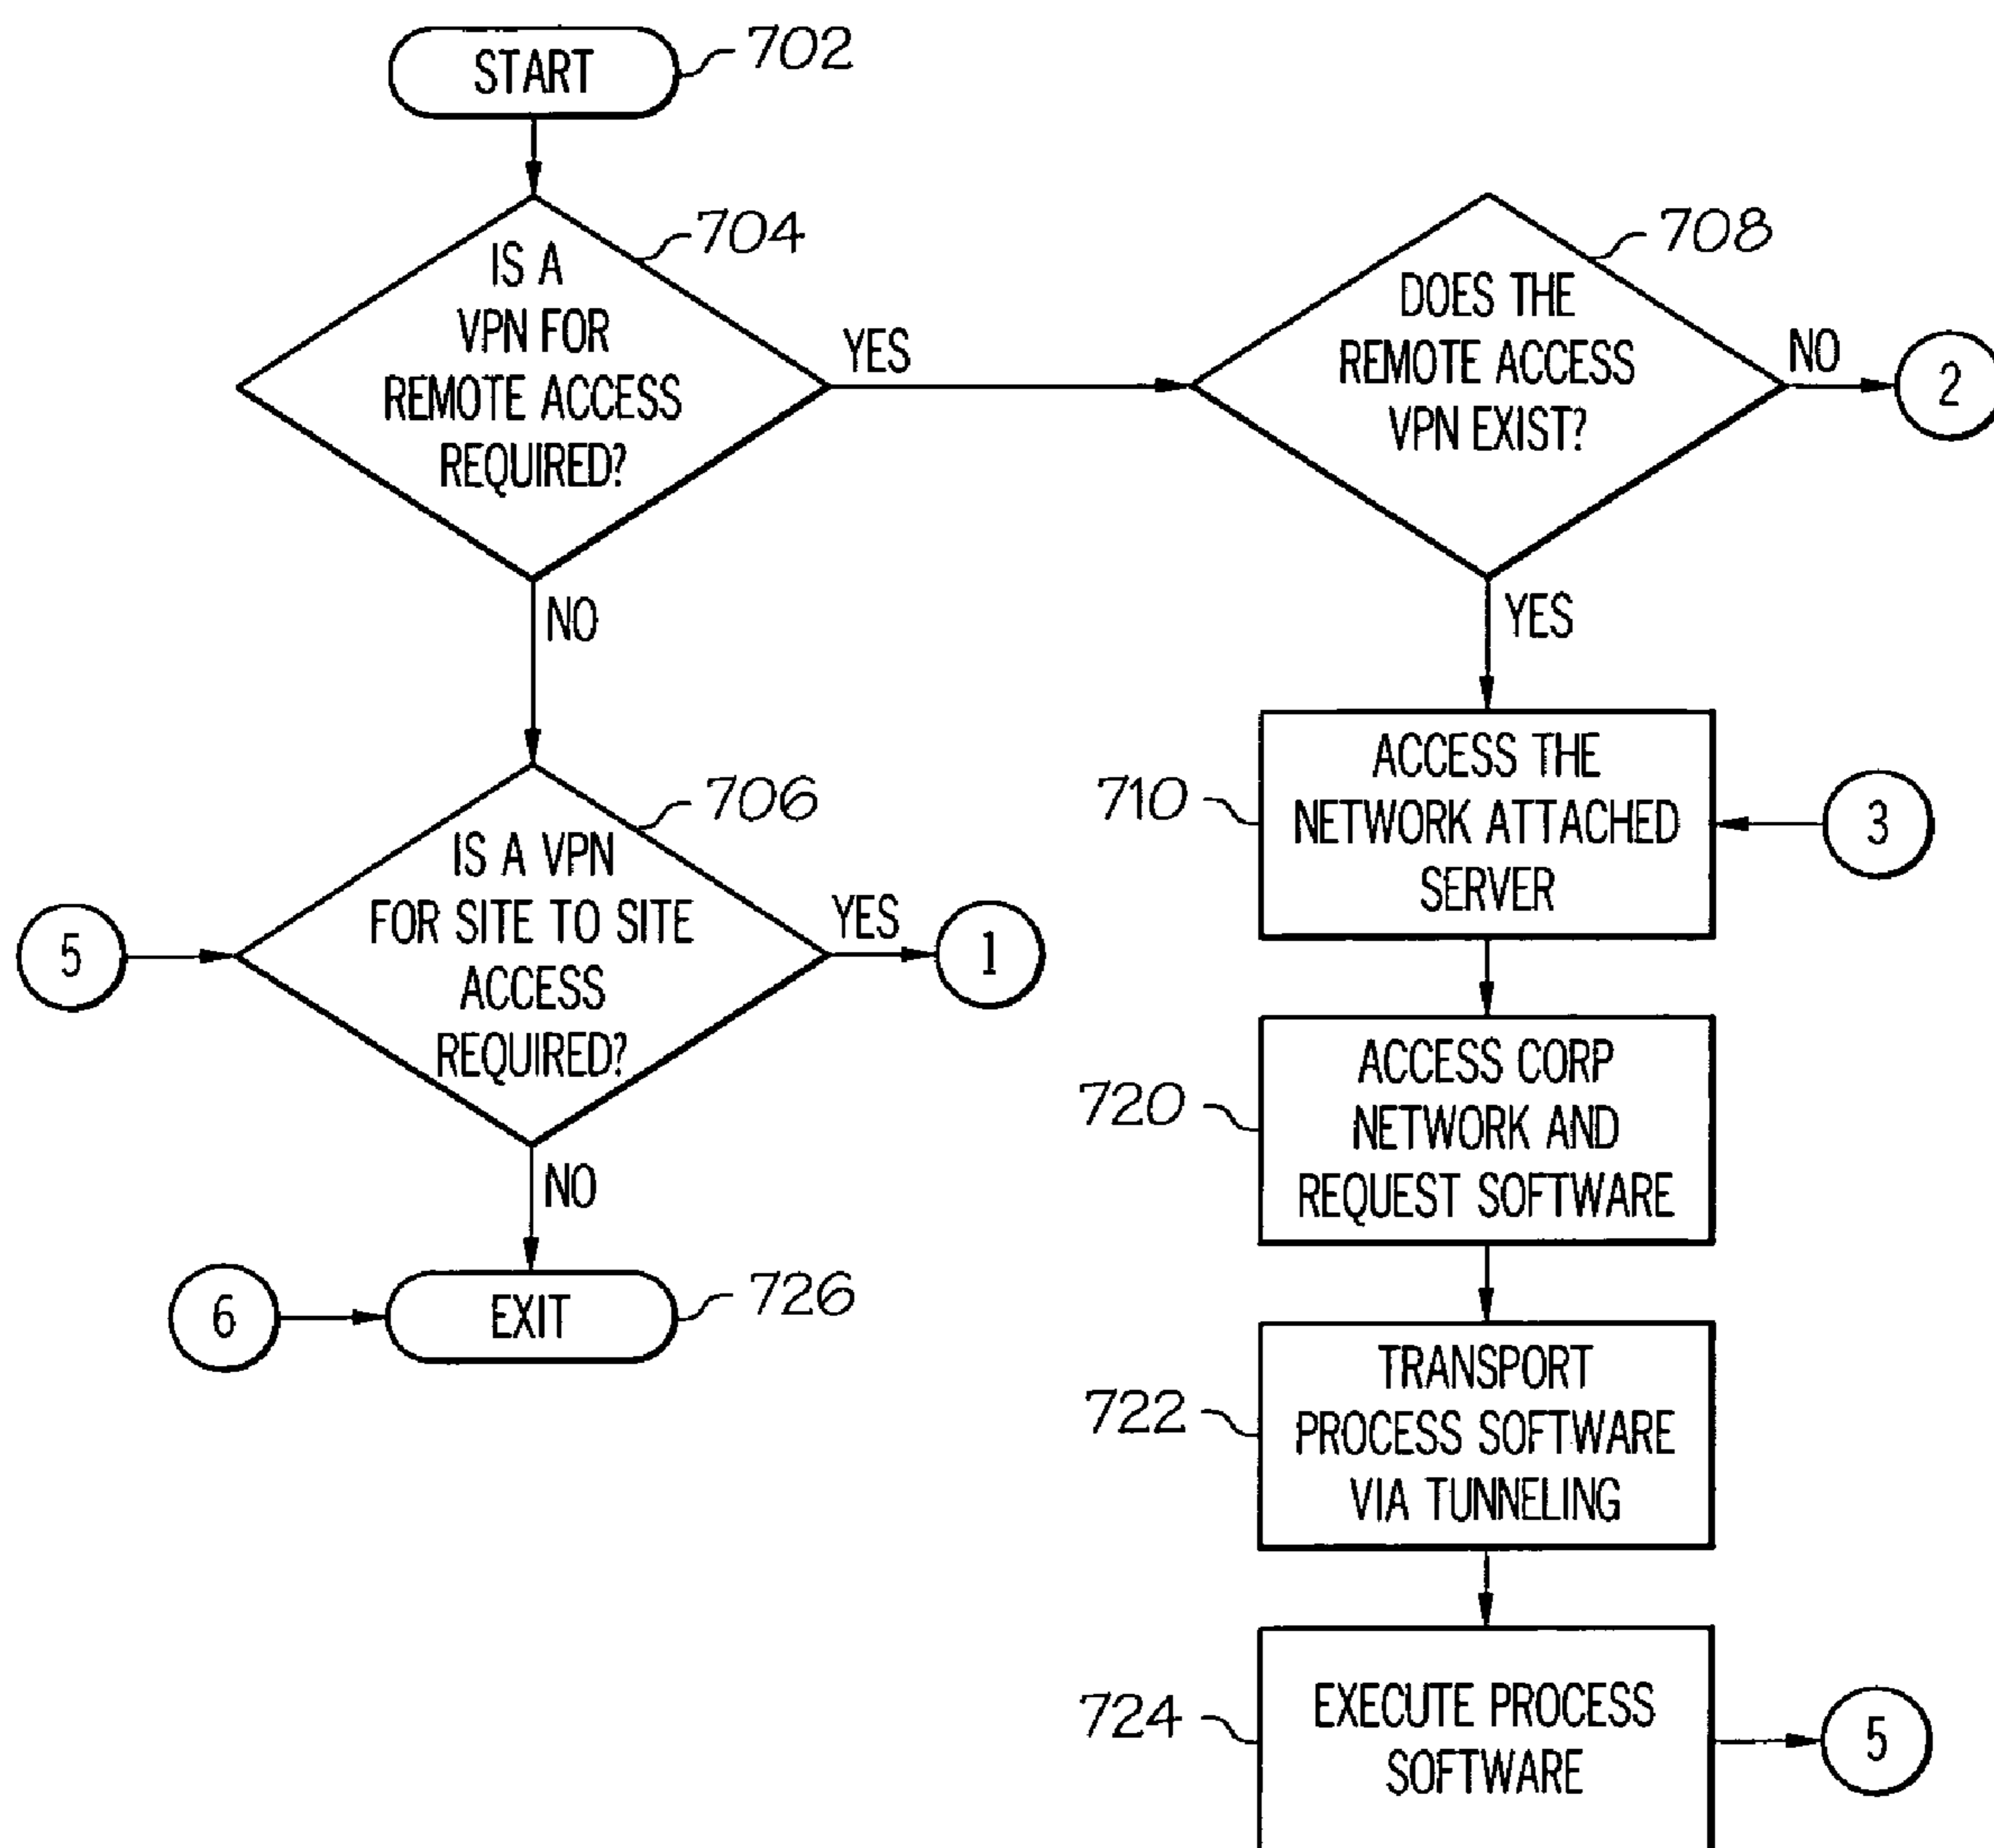 START
702
IS A
VPN FOR
REMOTE ACCESS
REQUIRED?
704
YES
NO
DOES THE
REMOTE ACCESS
VPN EXIST?
708
NO
2
YES
IS A VPN
FOR SITE TO SITE
ACCESS
REQUIRED?
706
5
YES
1
NO
6
EXIT
726
ACCESS THE
NETWORK ATTACHED
SERVER
710
3
ACCESS CORP
NETWORK AND
REQUEST SOFTWARE
720
TRANSPORT
PROCESS SOFTWARE
VIA TUNNELING
722
EXECUTE PROCESS
SOFTWARE
724
5